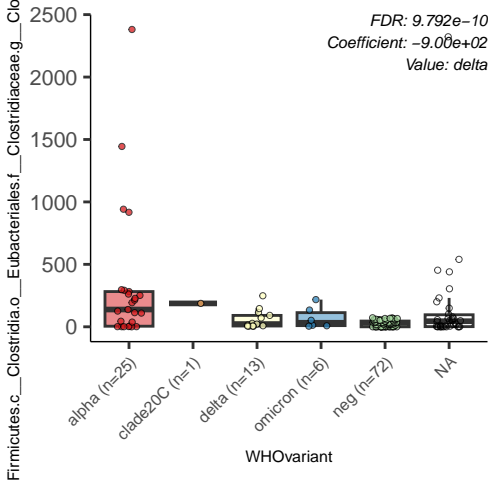 Firmicutes.c__Clostridia.o__Eubacteriales.f__Clostridiaceae.g__Clo
2500
2000
1500
1000
500
0
FDR: 9.792e−10
Coefficient: −9.00e+02
Value: delta
alpha (n=25)
clade20C (n=1)
delta (n=13)
omicron (n=6)
neg (n=72)
NA
WHOvariant